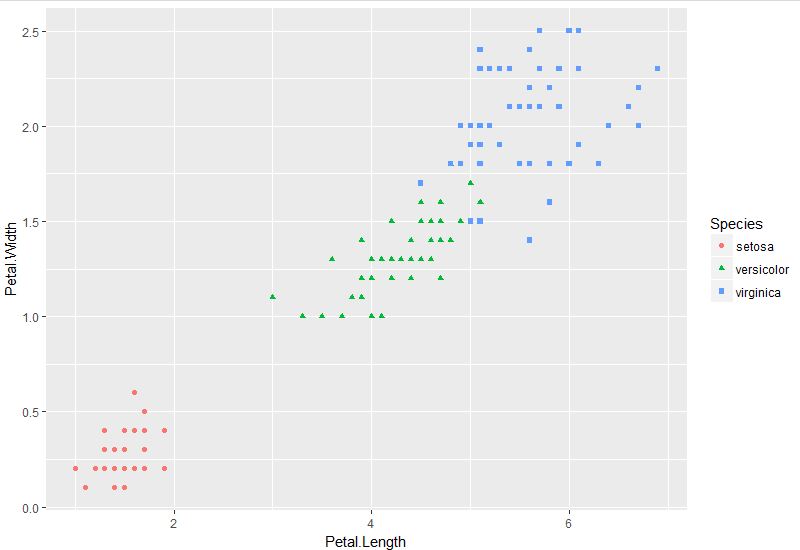 2.5
2.0
1.5
1.0
0.5
0.0
Petal.Width
2 4 6
Petal.Length
Species
setosa
versicolor
virginica